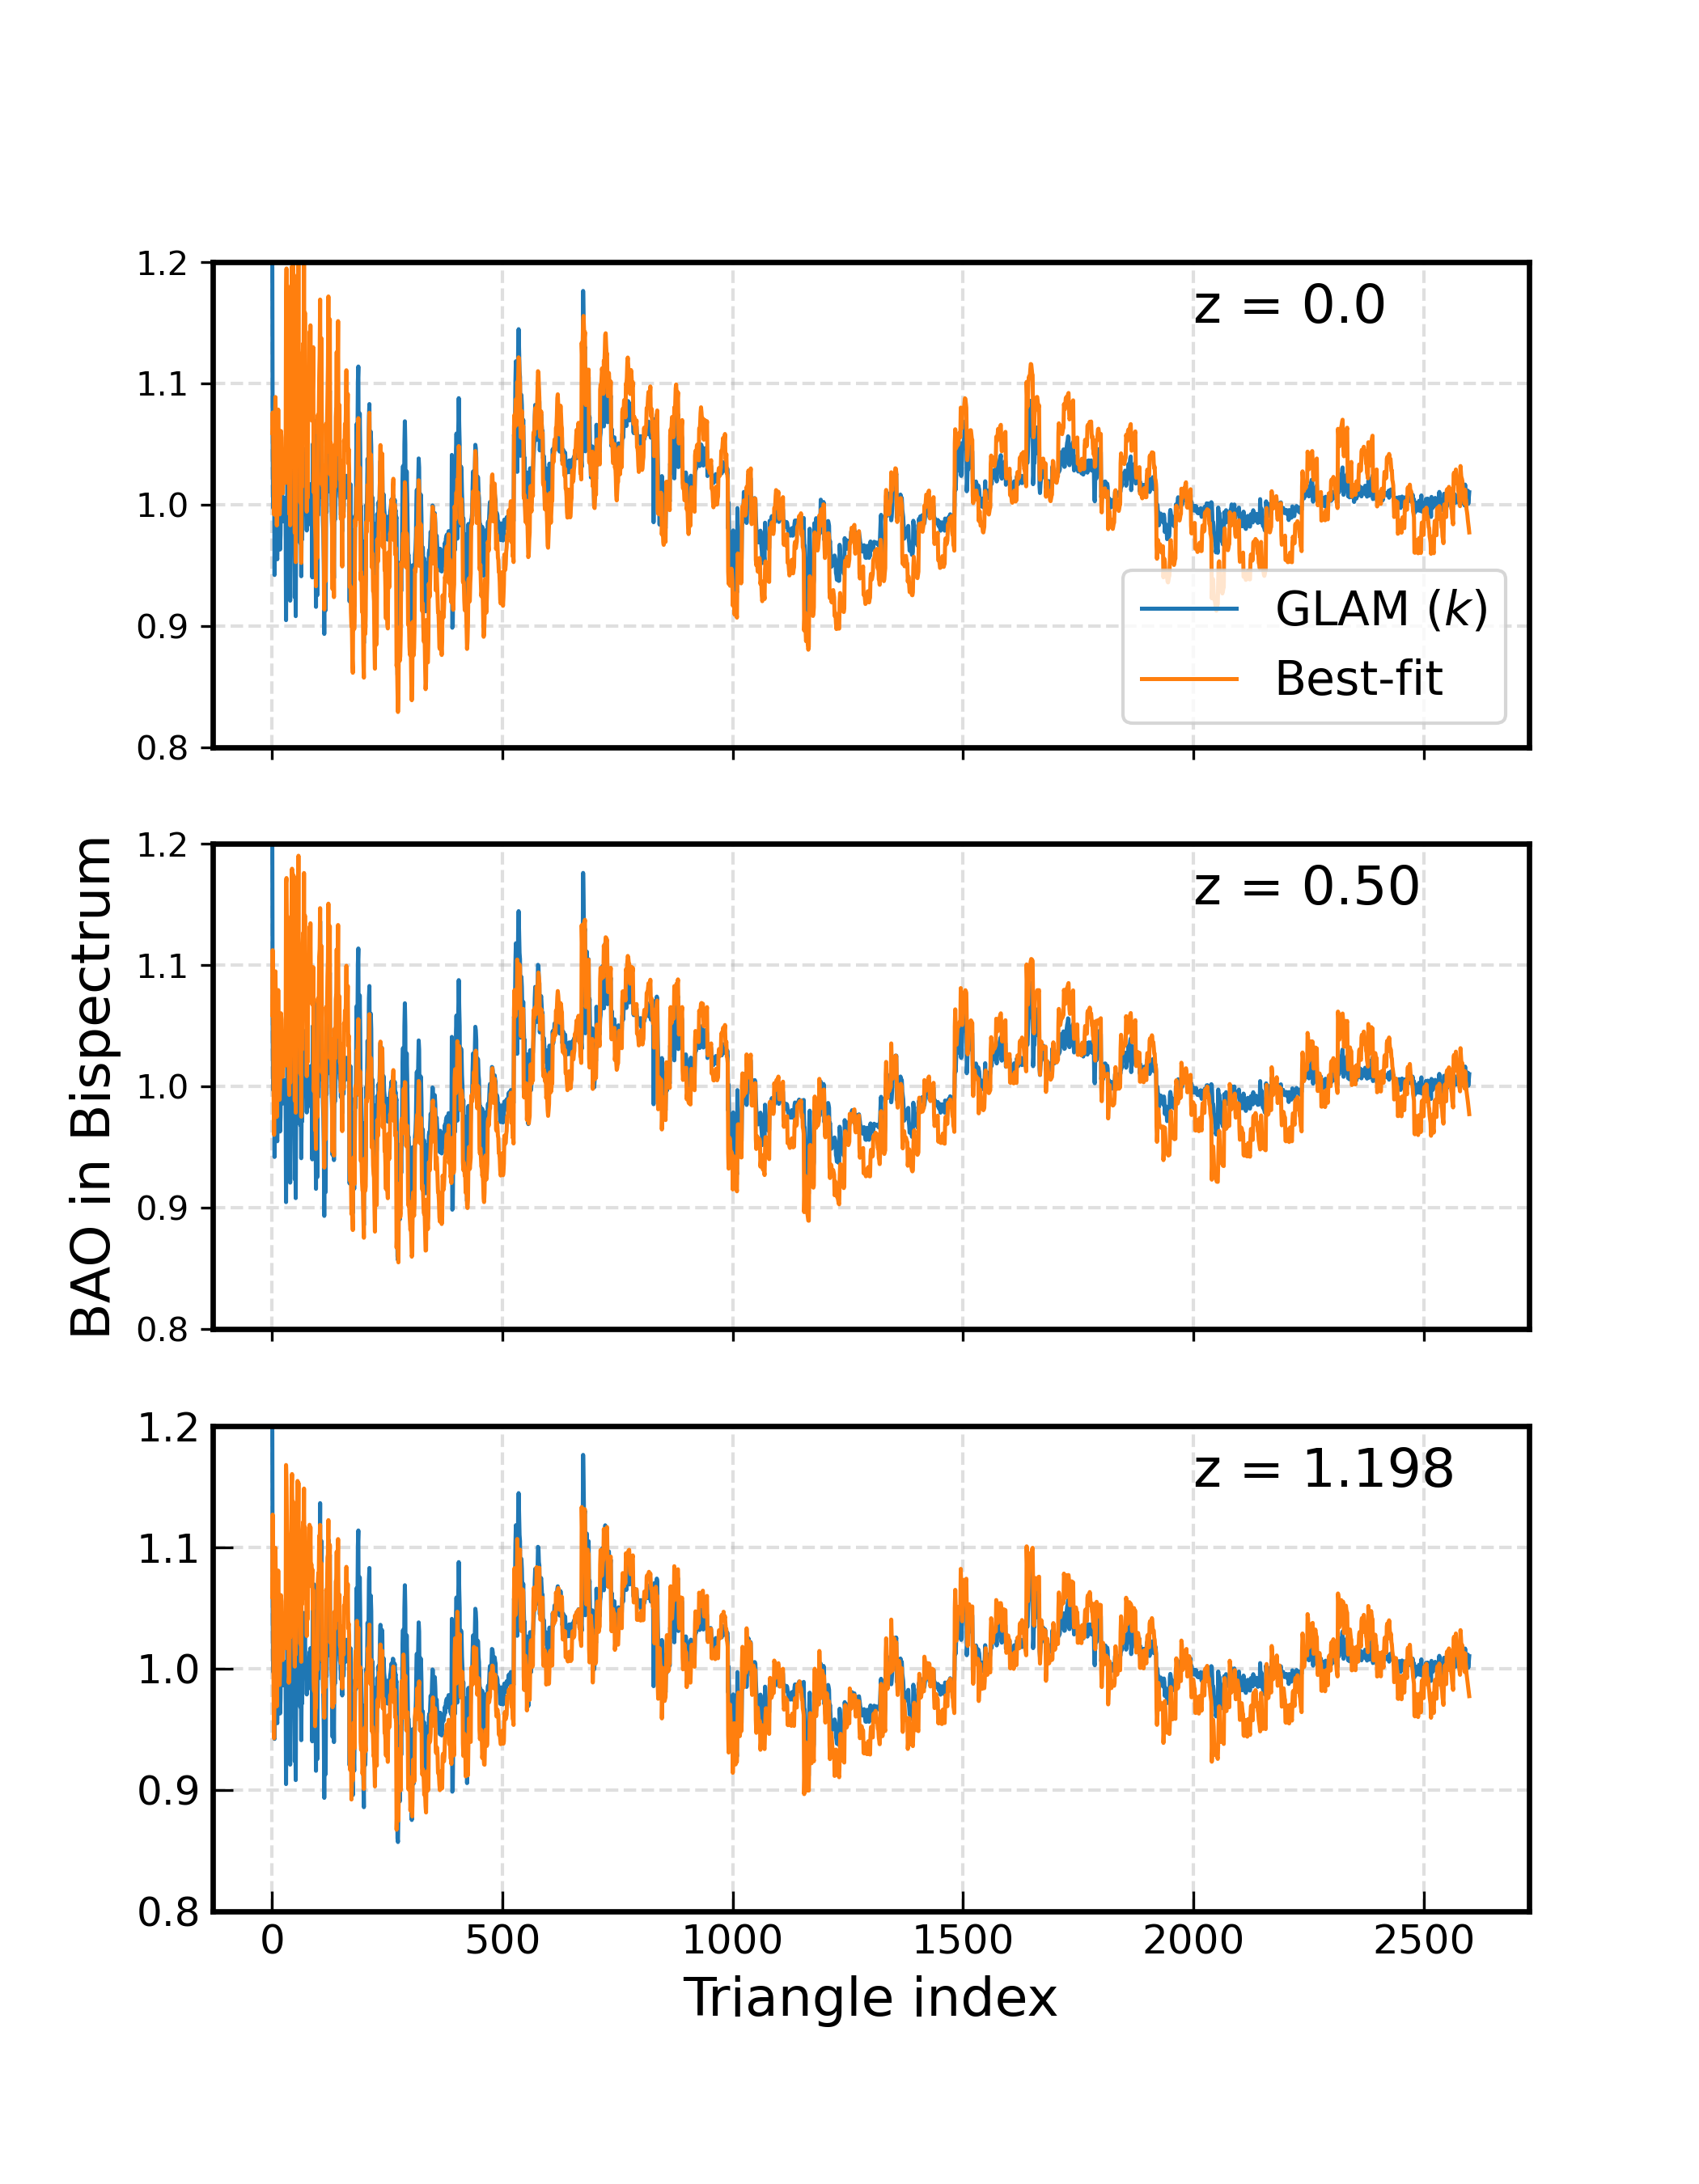 1.2
z = 0.0
1.1
1.0
0.9
0.8
GLAM (k)
Best-fit
BAO in Bispectrum
1.2
z = 0.50
1.1
1.0
0.9
0.8
1.2
z = 1.198
1.1
1.0
0.9
0.8
0 500 1000 1500 2000 2500
Triangle index